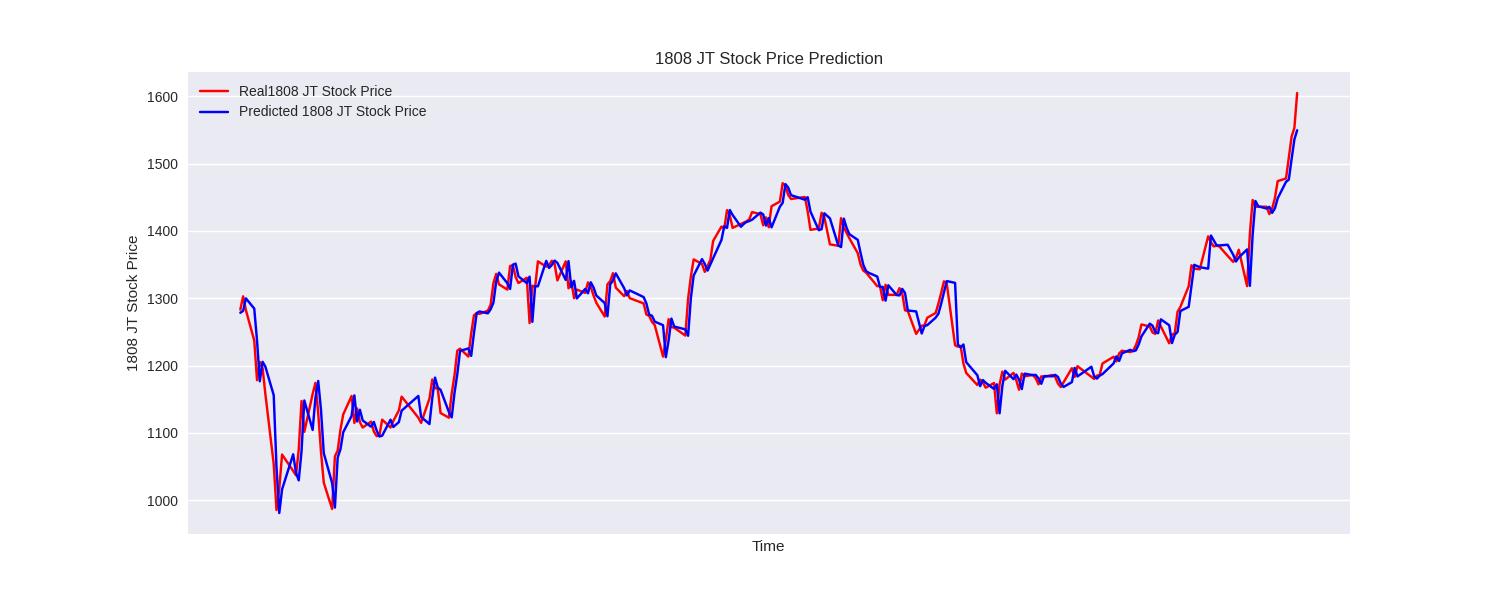 1808 JT Stock Price Prediction
Real1808 JT Stock Price
Predicted 1808 JT Stock Price
1600
1500
1400
1300
1200
1100
1000
1808 JT Stock Price
Time